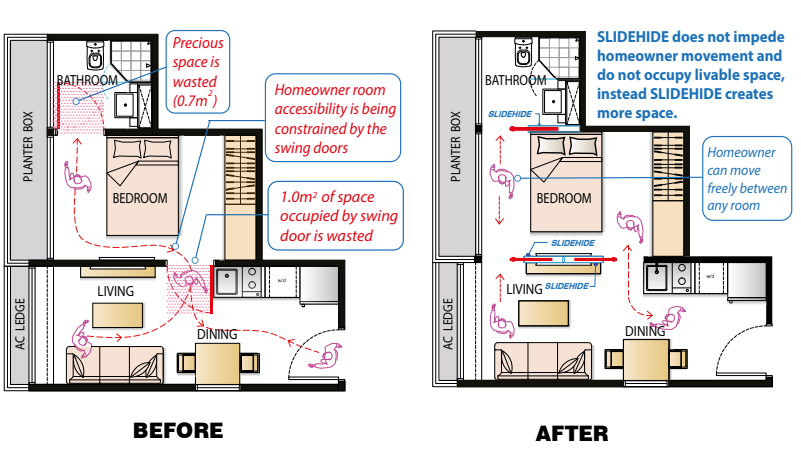 Precious
space is
wasted
(0.7m²)
Homeowner room
accessibility is being
constrained by the
swing doors
1.0m² of space
occupied by swing
door is wasted
BATHROOM
PLANTER BOX
BEDROOM
LIVING
w/d
AC LEDGE
DINING
BEFORE
SLIDEHIDE does not impede
homeowner movement and
do not occupy livable space,
instead SLIDEHIDE creates
more space.
BATHROOM
SLIDEHIDE
PLANTER BOX
Homeowner
can move
freely between
any room
BEDROOM
SLIDEHIDE
w/d
LIVING
SLIDEHIDE
AC LEDGE
DINING
AFTER